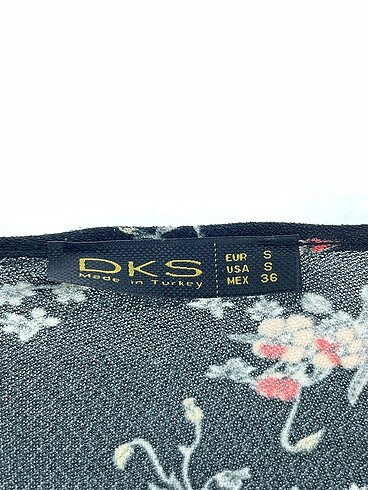 DKS
Made in Turkey
EUR S
USA S
MEX 36